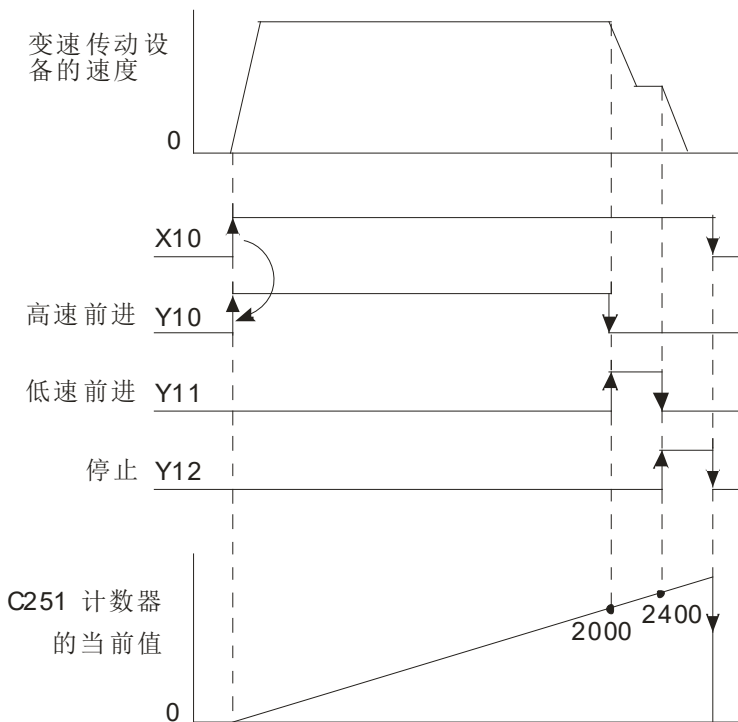 变速传动设
备的速度
0
X10
高速前进 Y10
低速前进 Y11
停止 Y12
C251 计数器
的当前值
2000
2400
0